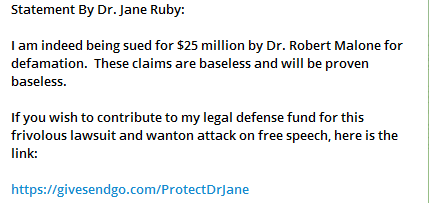 Statement By Dr. Jane Ruby:
I am indeed being sued for $25 million by Dr. Robert Malone for
defamation.  These claims are baseless and will be proven
baseless.
If you wish to contribute to my legal defense fund for this
frivolous lawsuit and wanton attack on free speech, here is the
link:
https://givesendgo.com/ProtectDrJane